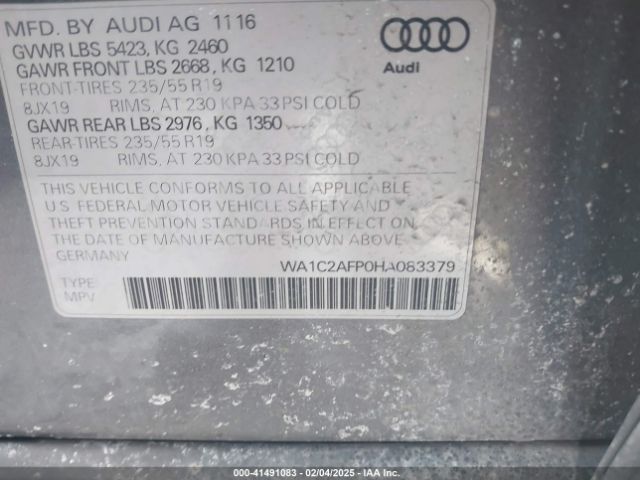 MFD. BY AUDI AG 1116
GVWR LBS 5423, KG 2460
GAWR FRONT LBS 2668, KG 1210
FRONT-TIRES 235/55 R19
8JX19 RIMS, AT 230 KPA 33 PSI COLD
GAWR REAR LBS 2976, KG 1350
REAR-TIRES 235/55 R19
8JX19 RIMS, AT 230 KPA 33 PSI COLD
Audi
THIS VEHICLE CONFORMS TO ALL APPLICABLE
U.S. FEDERAL MOTOR VEHICLE SAFETY AND
THEFT PREVENTION STANDARDS IN EFFECT ON
THE DATE OF MANUFACTURE SHOWN ABOVE.
GERMANY
WA1C2AFP0HA083379
TYPE:
MPV
000-41491083 - 02/04/2025 - IAA Inc.